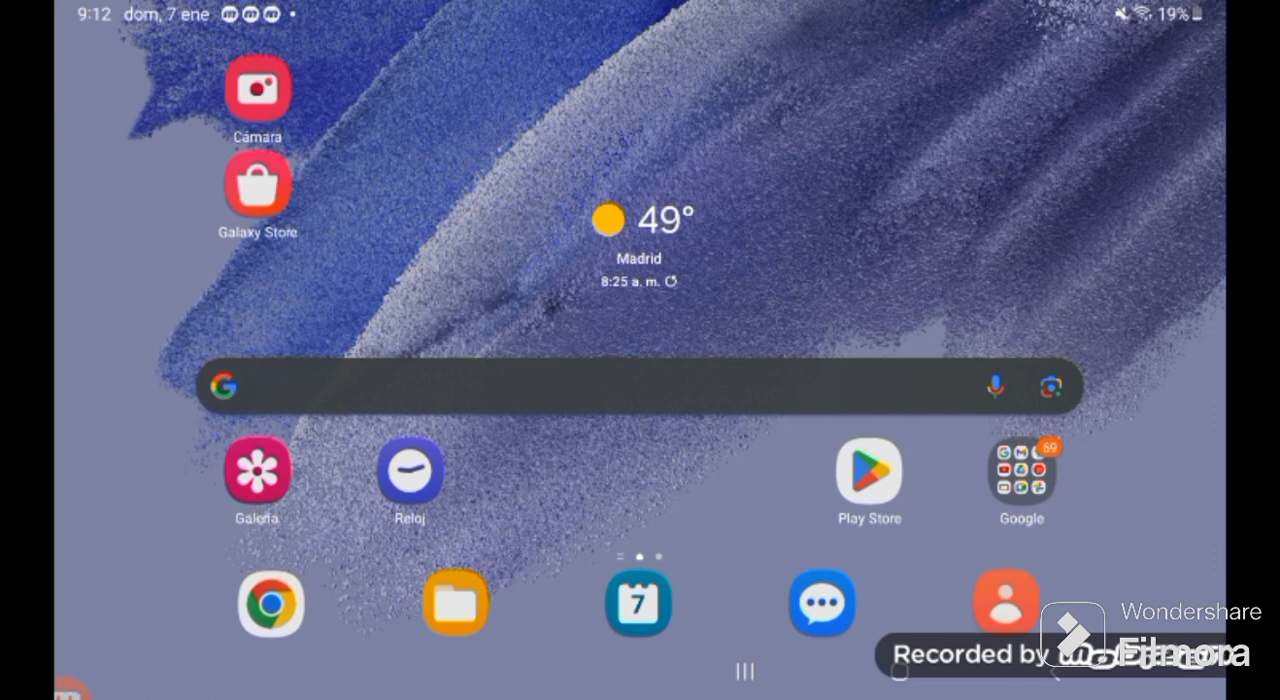 9:12 dom, 7 ene
19%
Cámara
Galaxy Store
49°
Madrid
8:25 a. m.
Galería
Reloj
Play Store
69
Google
7
Wondershare
Filmora
Recorded by